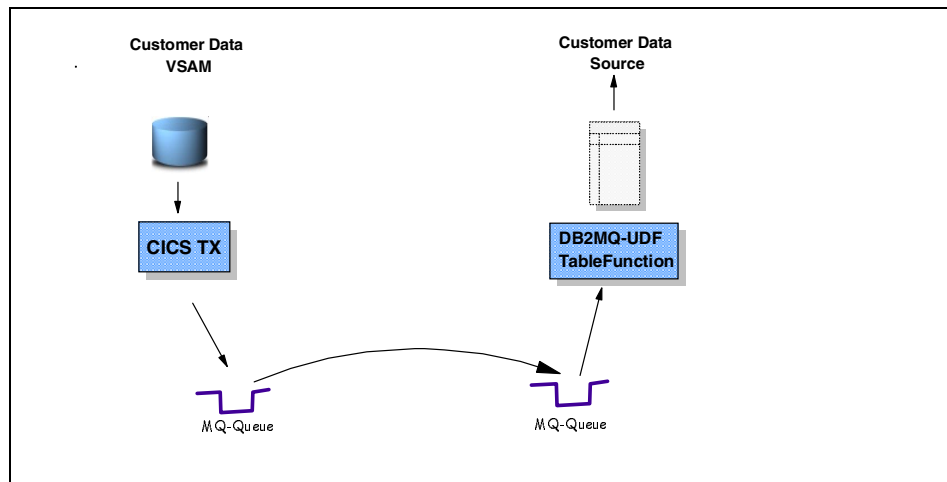 Customer Data
VSAM
Customer Data
Source
CICS TX
DB2MQ-UDF
TableFunction
MQ-Queue
MQ-Queue